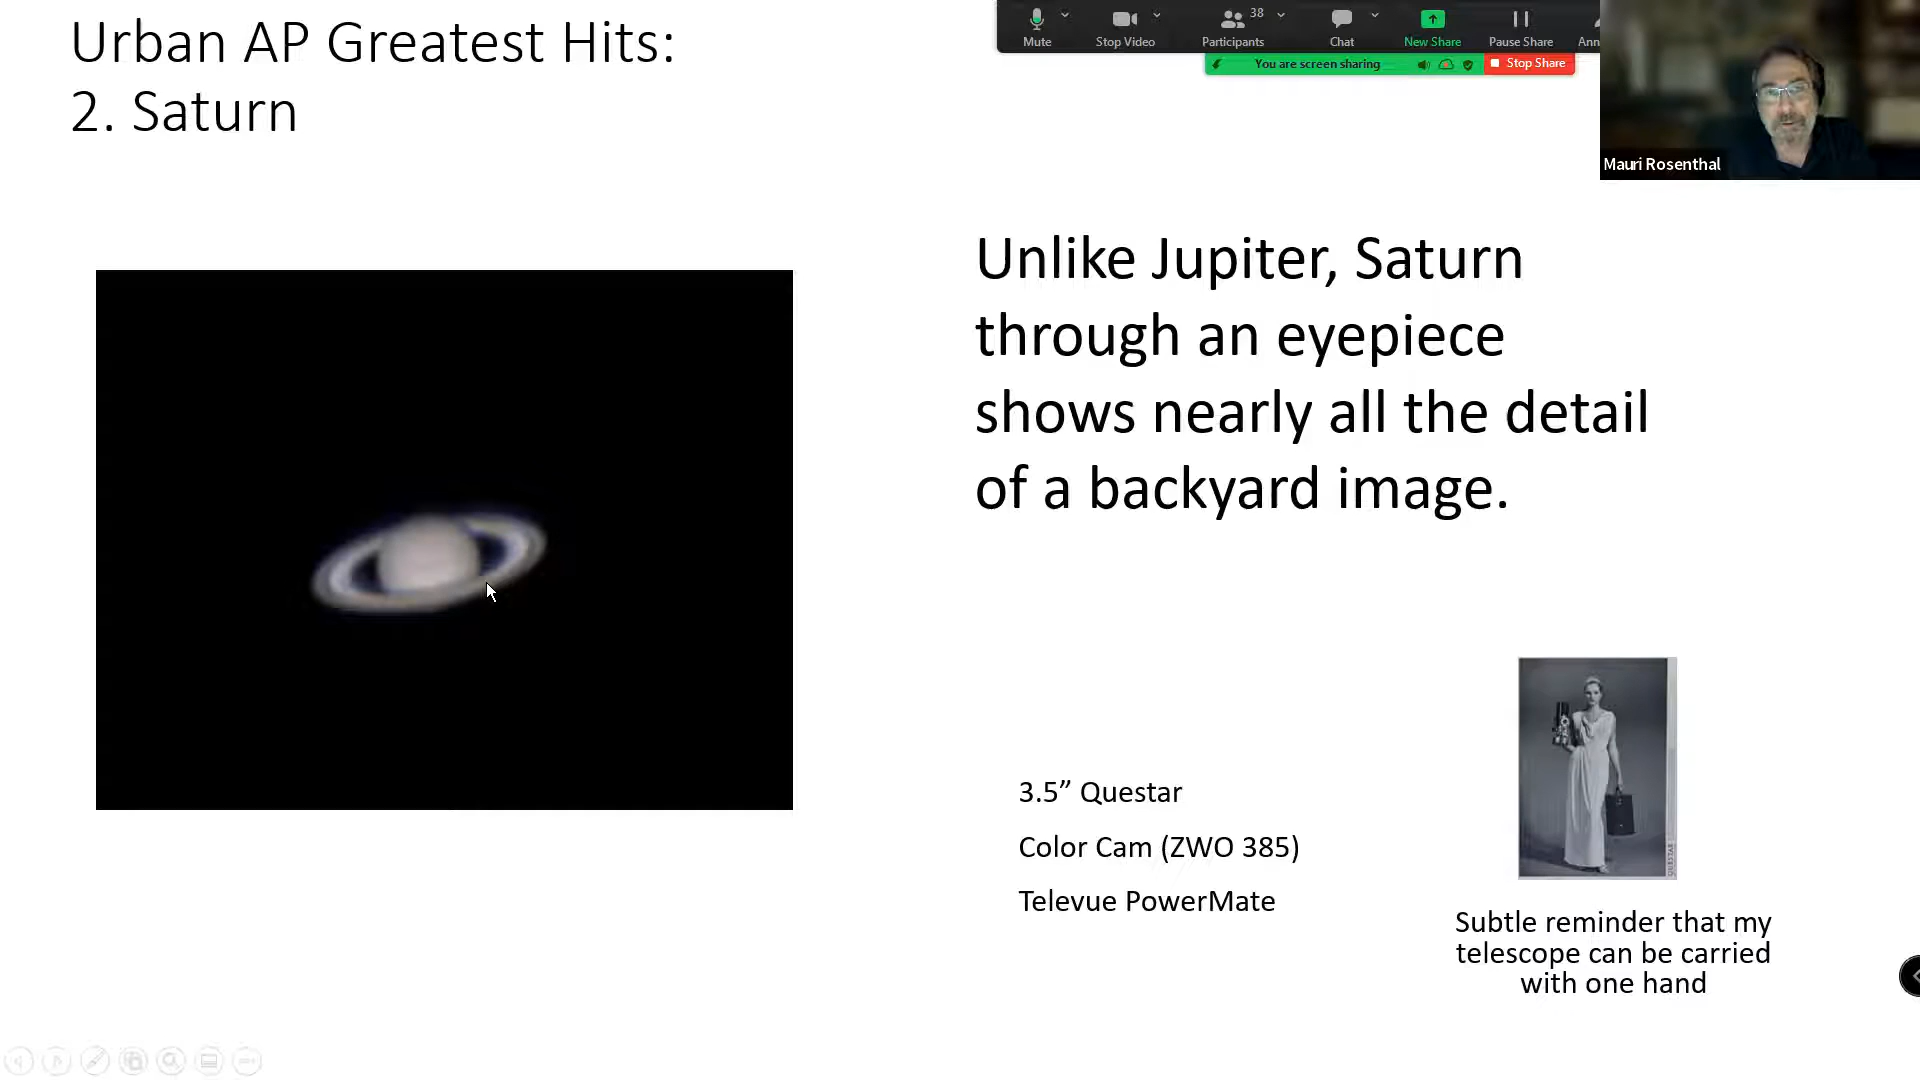 Urban AP Greatest Hits:
2. Saturn
Mute
Stop Video
38
Participants
Chat
New Share
Pause Share
Ann
You are screen sharing
Stop Share
Mauri Rosenthal
Unlike Jupiter, Saturn
through an eyepiece
shows nearly all the detail
of a backyard image.
3.5” Questar
Color Cam (ZWO 385)
Televue PowerMate
QUESTAR
Subtle reminder that my
telescope can be carried
with one hand